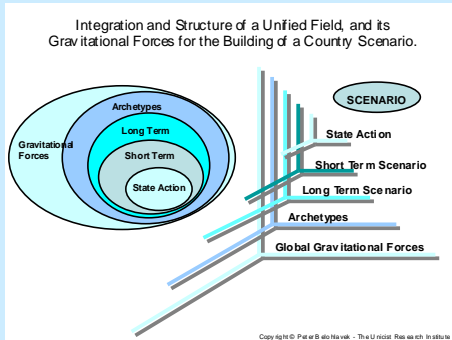 Integration and Structure of a Unified Field, and its
Gravitational Forces for the Building of a Country Scenario.
SCENARIO
Archetypes
Gravitational
Forces
Long Term
Short Term
State Action
State Action
Short Term Scenario
Long Term Scenario
Archetypes
Global Gravitational Forces
Copyright © Peter Belohlavek - The Unicist Research Institute